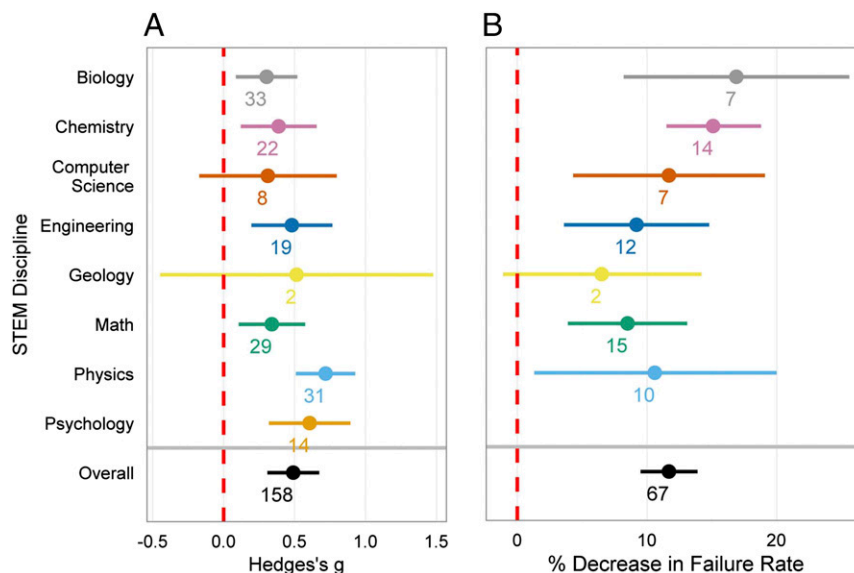 A
B
STEM Discipline
Biology
33
7
Chemistry
22
14
Computer
Science
8
7
Engineering
19
12
Geology
2
2
Math
29
15
Physics
31
10
Psychology
14
Overall
158
67
-0.5 0.0 0.5 1.0 1.5
0 10 20
Hedges's g
% Decrease in Failure Rate